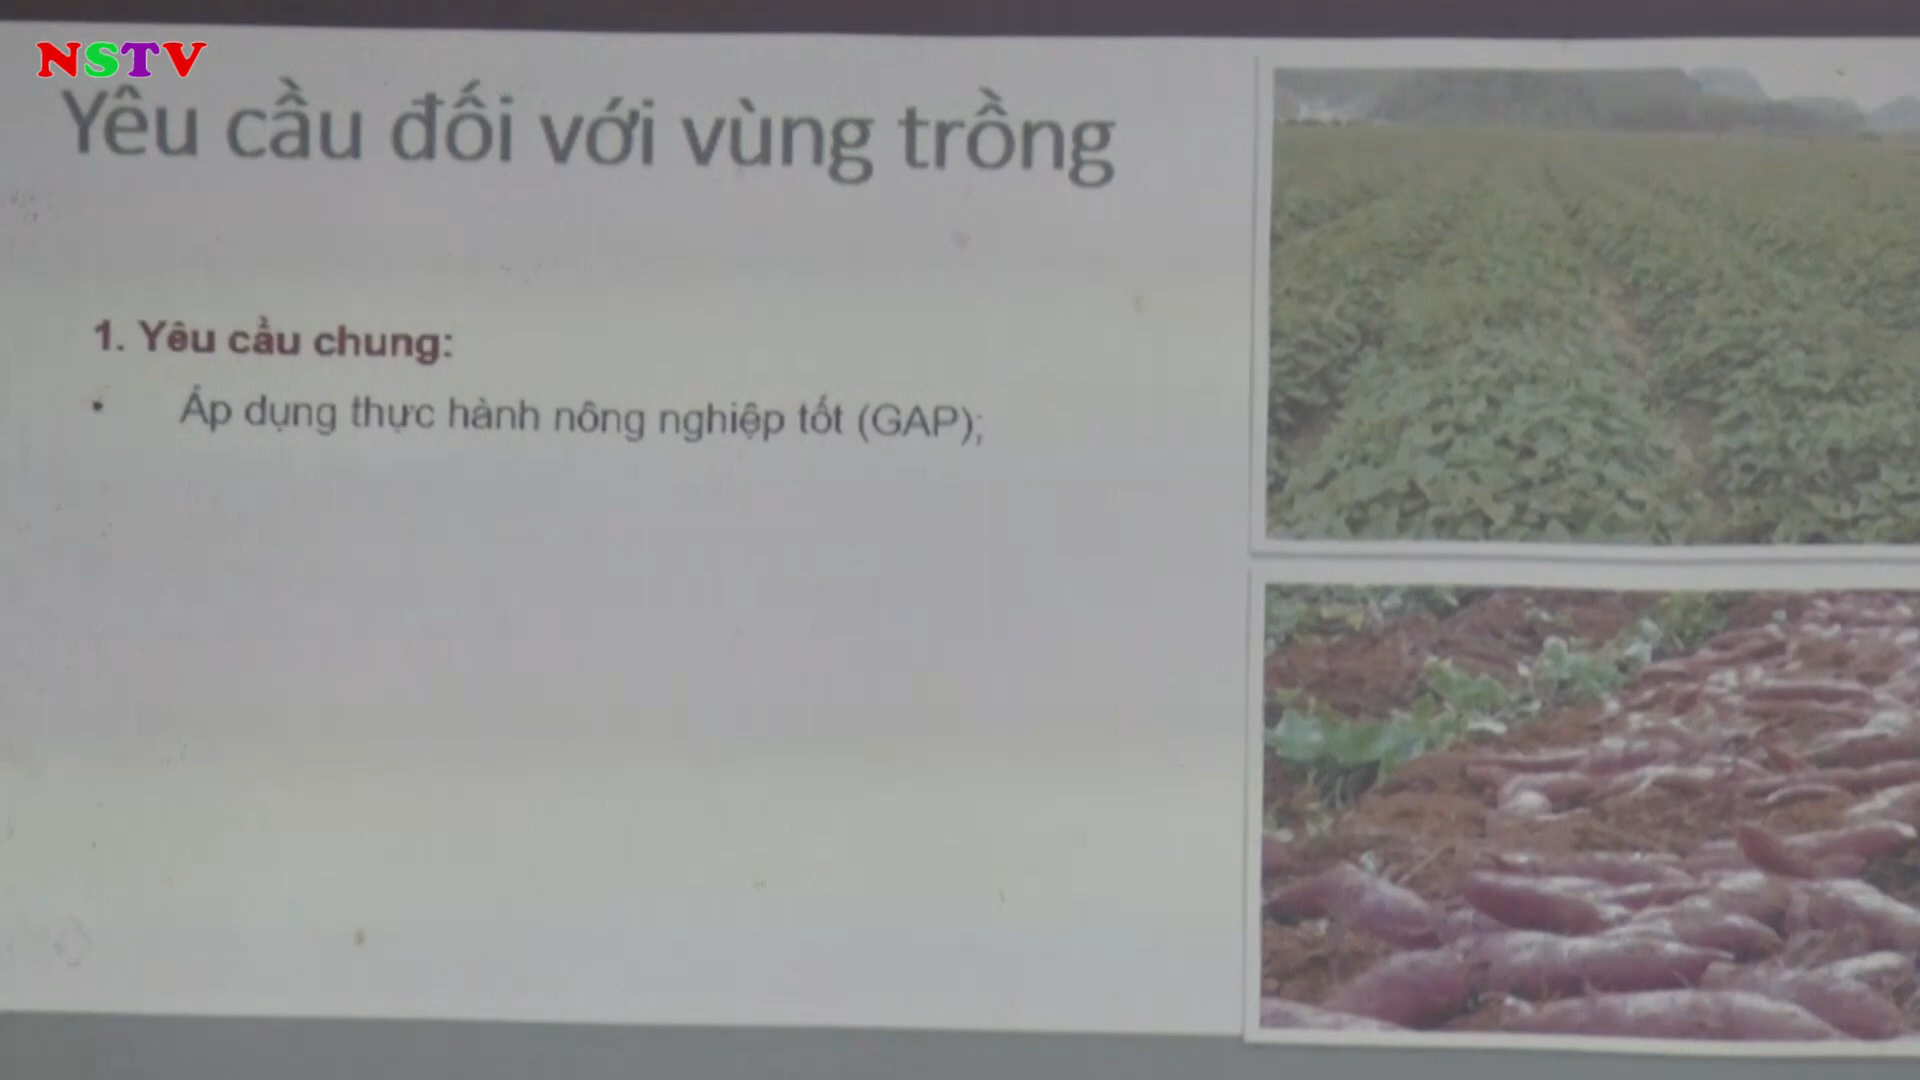 NSTV
Yêu cầu đối với vùng trồng
1. Yêu cầu chung:
• Áp dụng thực hành nông nghiệp tốt (GAP);